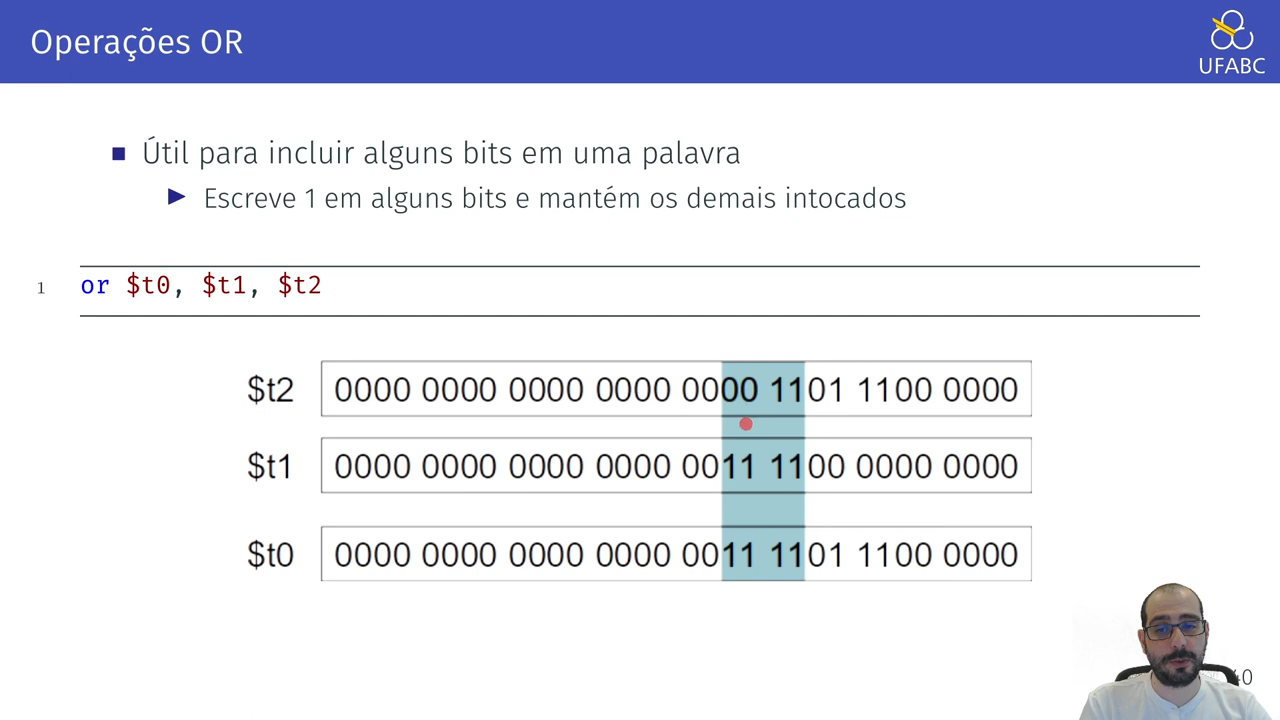 Operações OR
UFABC
Útil para incluir alguns bits em uma palavra
Escreve 1 em alguns bits e mantém os demais intocados
1 or $t0, $t1, $t2
$t2 0000 0000 0000 0000 0000 1101 1100 0000
$t1 0000 0000 0000 0000 0011 1100 0000 0000
$t0 0000 0000 0000 0000 0011 1101 1100 0000
40